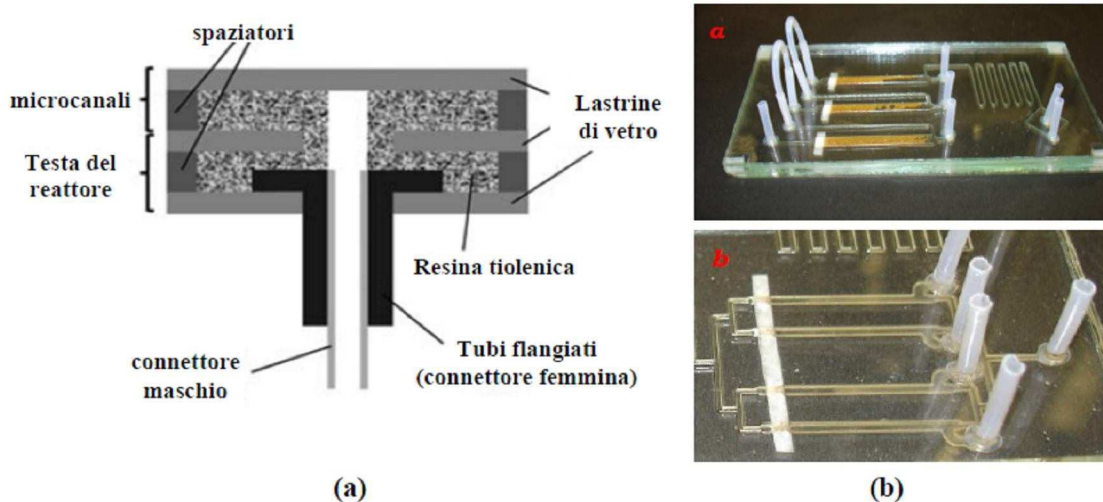 spaziatori
microcanali
Testa del
reattore
Lastrine
di vetro
Resina tiolenica
connettore
maschio
Tubi flangiati
(connettore femmina)
(a)
a
b
(b)